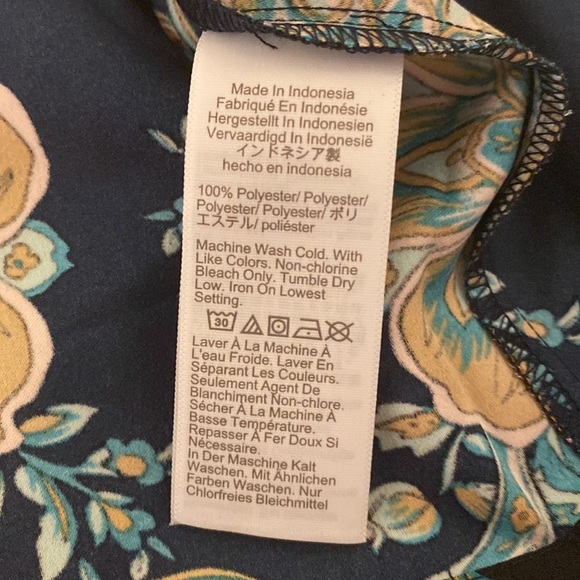 Made In Indonesia
Fabriqué En Indonésie
Hergestellt In Indonesien
Vervaardigd In Indonesië
インドネシア製
hecho en indonesia
100% Polyester/ Polyester/
Polyester/ Polyester/ ポリ
エステル/ poliéster
Machine Wash Cold. With
Like Colors. Non-chlorine
Bleach Only. Tumble Dry
Low. Iron On Lowest
Setting.
30
Laver À La Machine À
L'eau Froide. Laver En
Séparant Les Couleurs.
Seulement Agent De
Blanchiment Non-chlore.
Sécher À La Machine À
Basse Température.
Repasser À Fer Doux Si
Nécessaire.
In Der Maschine Kalt
Waschen. Mit Ähnlichen
Farben Waschen. Nur
Chlorfreies Bleichmittel